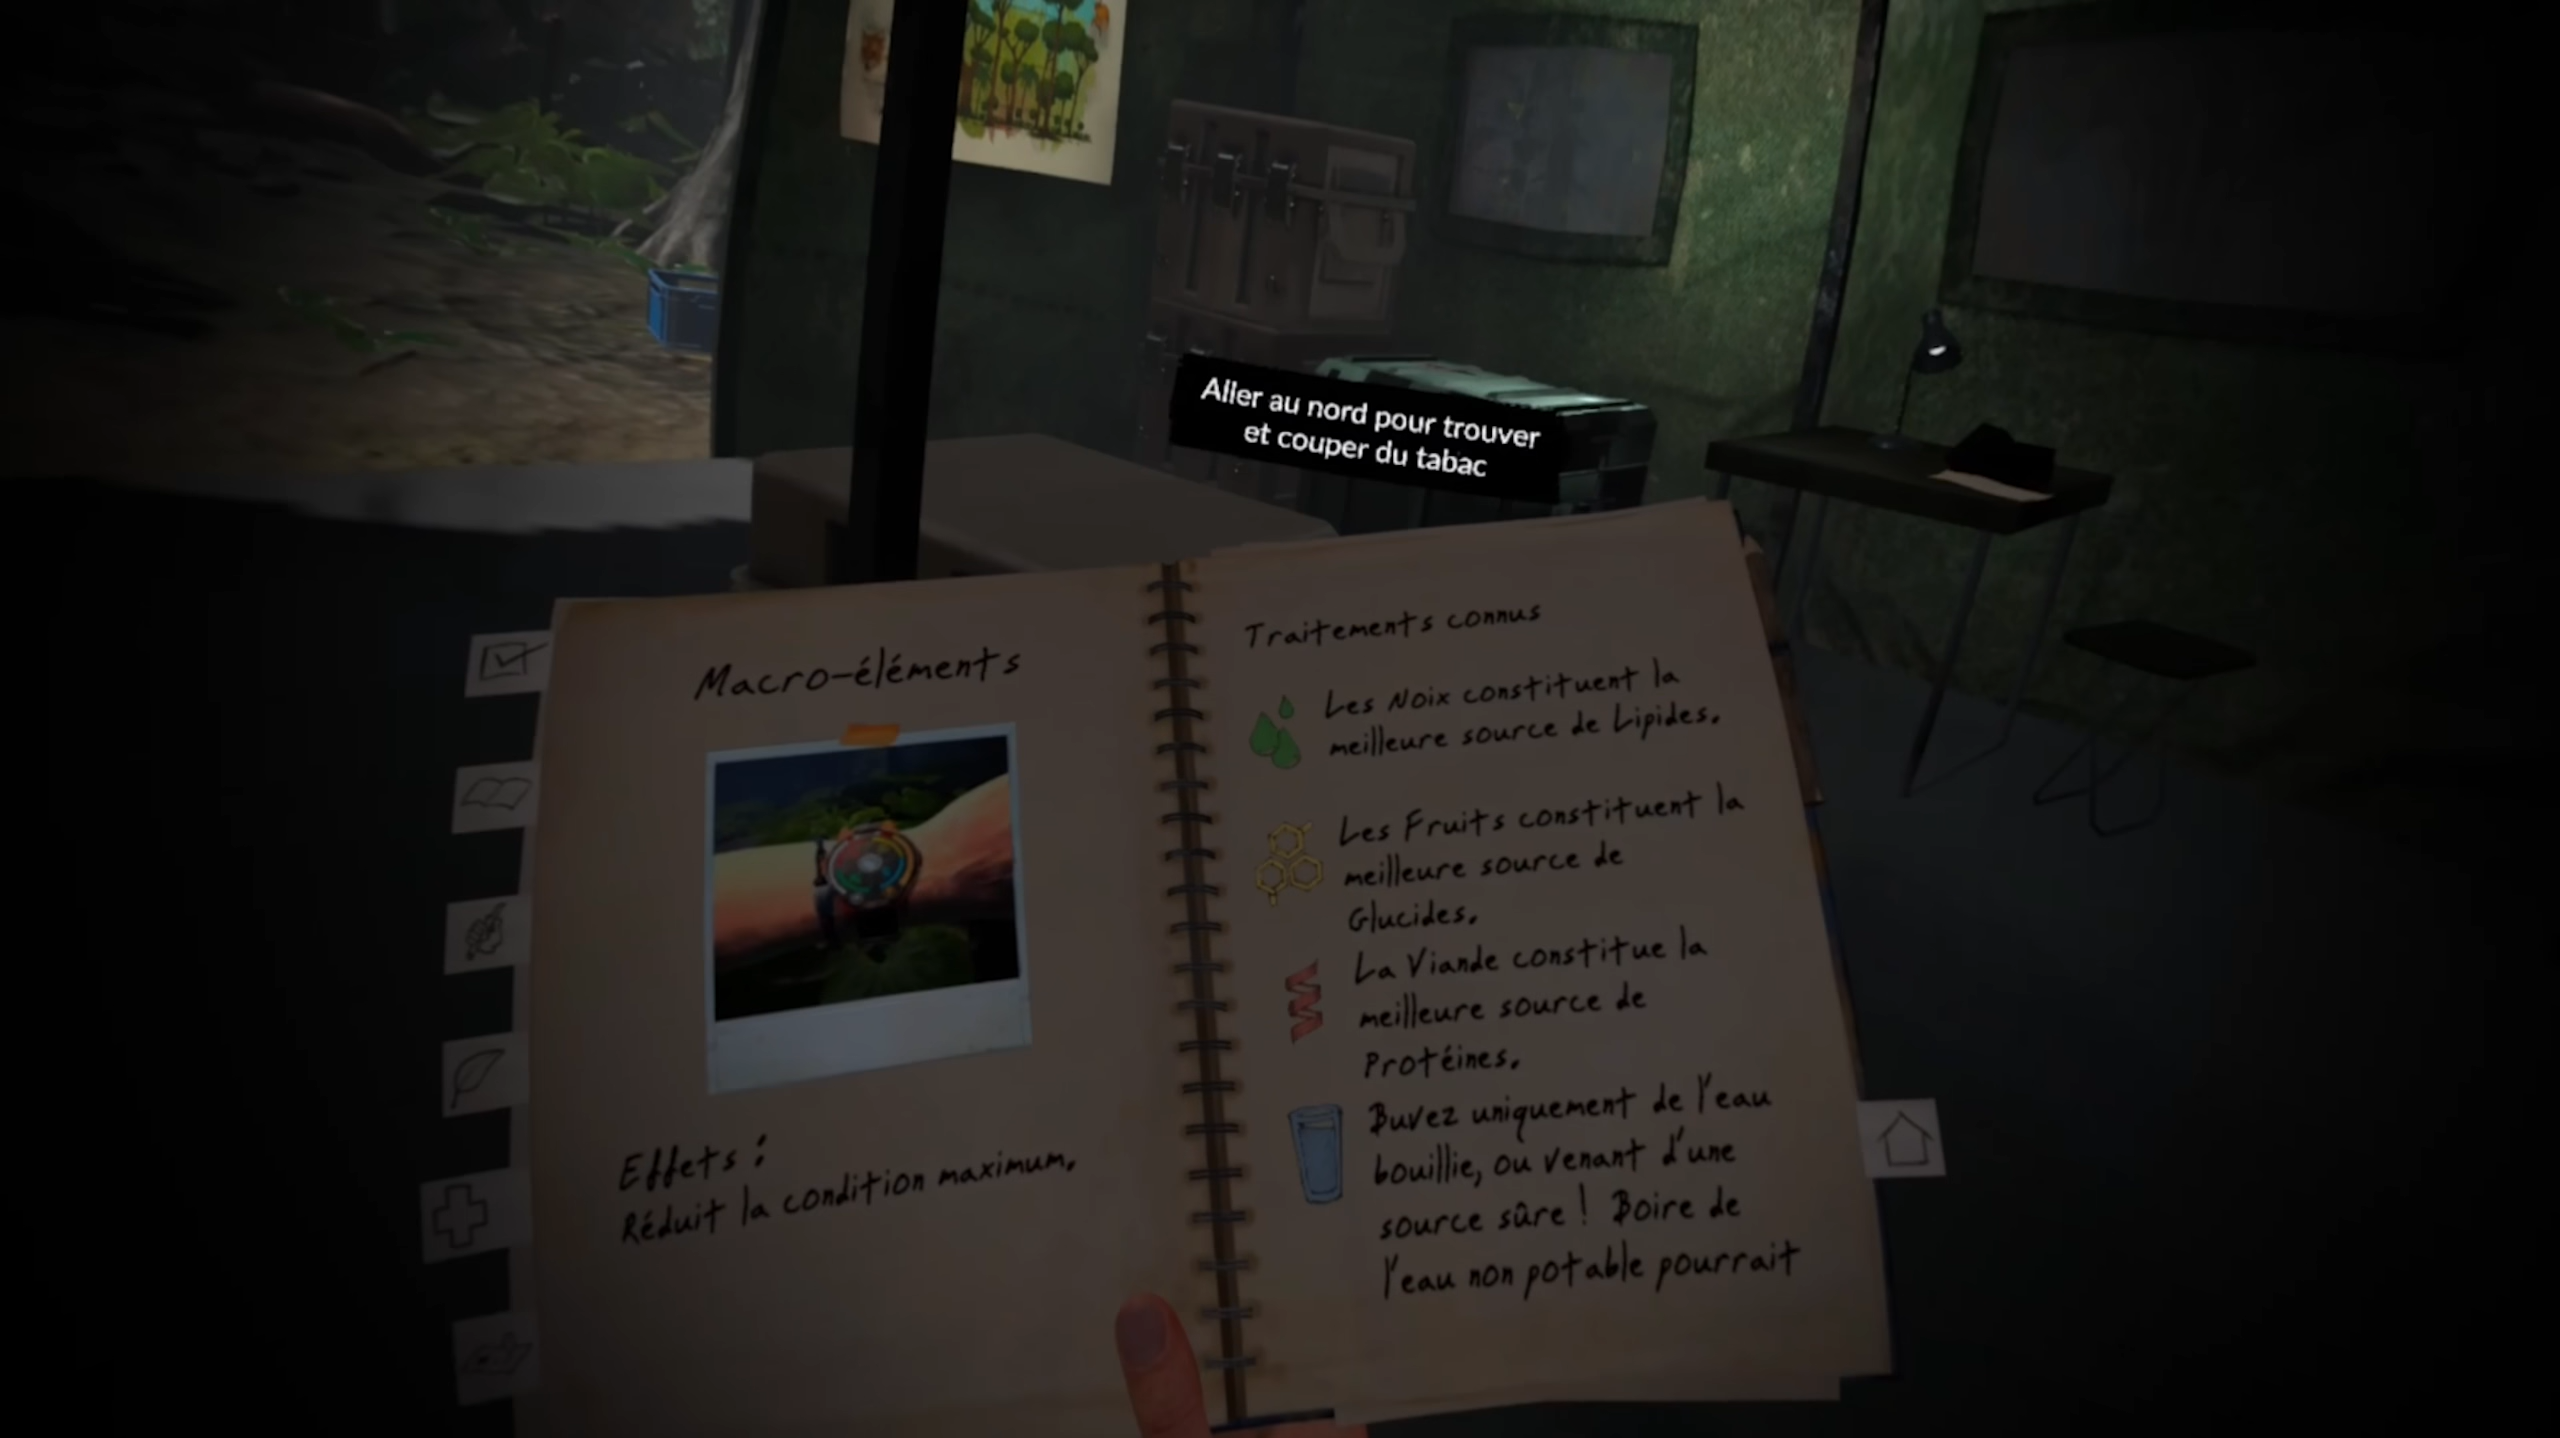 Aller au nord pour trouver
et couper du tabac
Macro-éléments
Effets :
Réduit la condition maximum.
Traitements connus
Les Noix constituent la
meilleure source de Lipides.
Les Fruits constituent la
meilleure source de
Glucides.
La Viande constitue la
meilleure source de
Protéines.
Buvez uniquement de l'eau
bouillie, ou venant d'une
source sûre ! Boire de
l'eau non potable pourrait